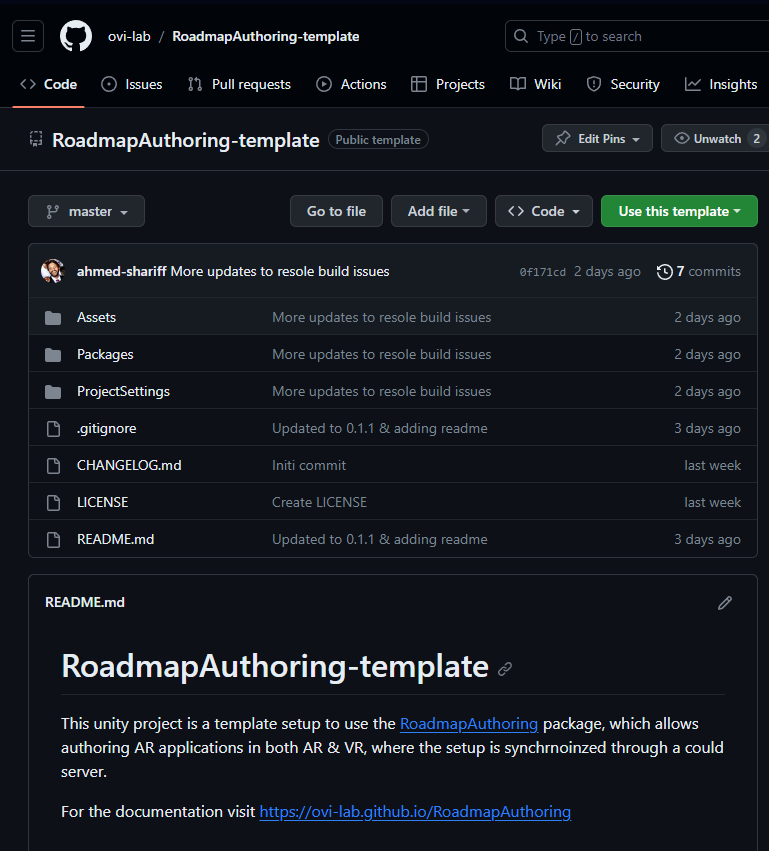 ovi-lab / RoadmapAuthoring-template
Type / to search
Code Issues Pull requests Actions Projects Wiki Security Insights
RoadmapAuthoring-template Public template Edit Pins Unwatch 2
master Go to file Add file Code Use this template
ahmed-shariff More updates to resole build issues 0f171cd 2 days ago 7 commits
Assets More updates to resole build issues 2 days ago
Packages More updates to resole build issues 2 days ago
ProjectSettings More updates to resole build issues 2 days ago
.gitignore Updated to 0.1.1 & adding readme 3 days ago
CHANGELOG.md Initi commit last week
LICENSE Create LICENSE last week
README.md Updated to 0.1.1 & adding readme 3 days ago
README.md
RoadmapAuthoring-template
This unity project is a template setup to use the RoadmapAuthoring package, which allows
authoring AR applications in both AR & VR, where the setup is synchrnoinzed through a could
server.
For the documentation visit https://ovi-lab.github.io/RoadmapAuthoring